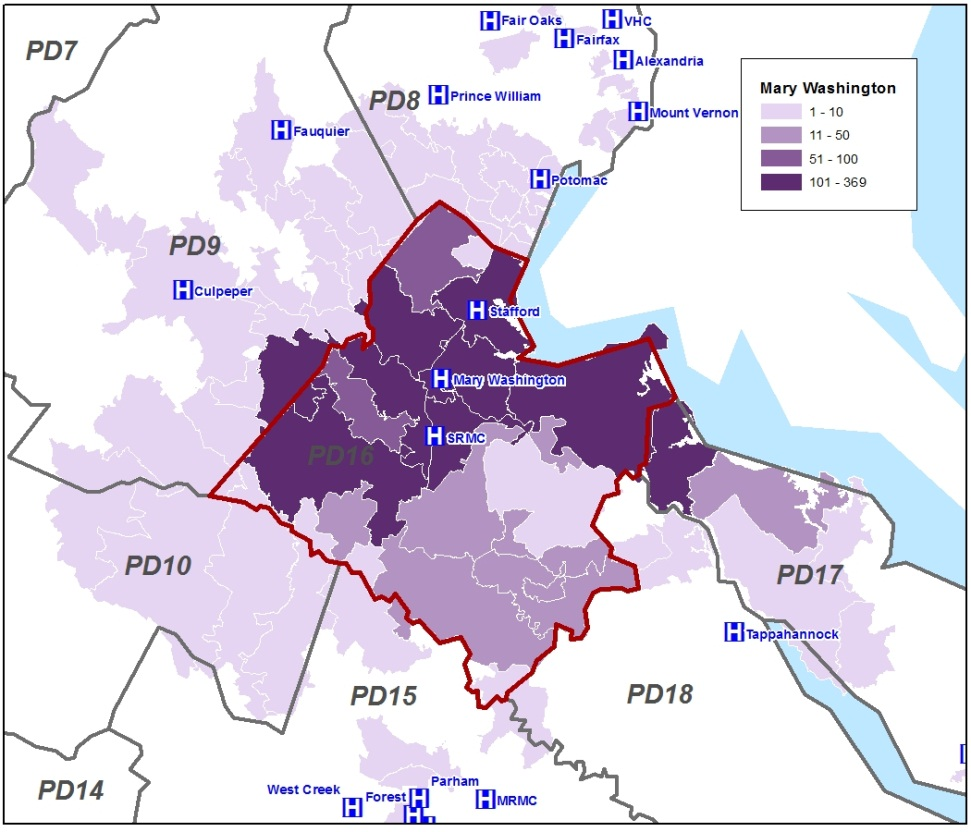 Fair Oaks
VHC
Fairfax
PD7
Alexandria
Mary Washington
1 - 10
11 - 50
51 - 100
101 - 369
PD8
Prince William
Mount Vernon
Fauquier
Potomac
PD9
Culpeper
Stafford
Mary Washington
SRMC
PD16
PD10
PD17
Tappahannock
PD15
PD18
PD14
Parham
West Creek
Forest
MRMC